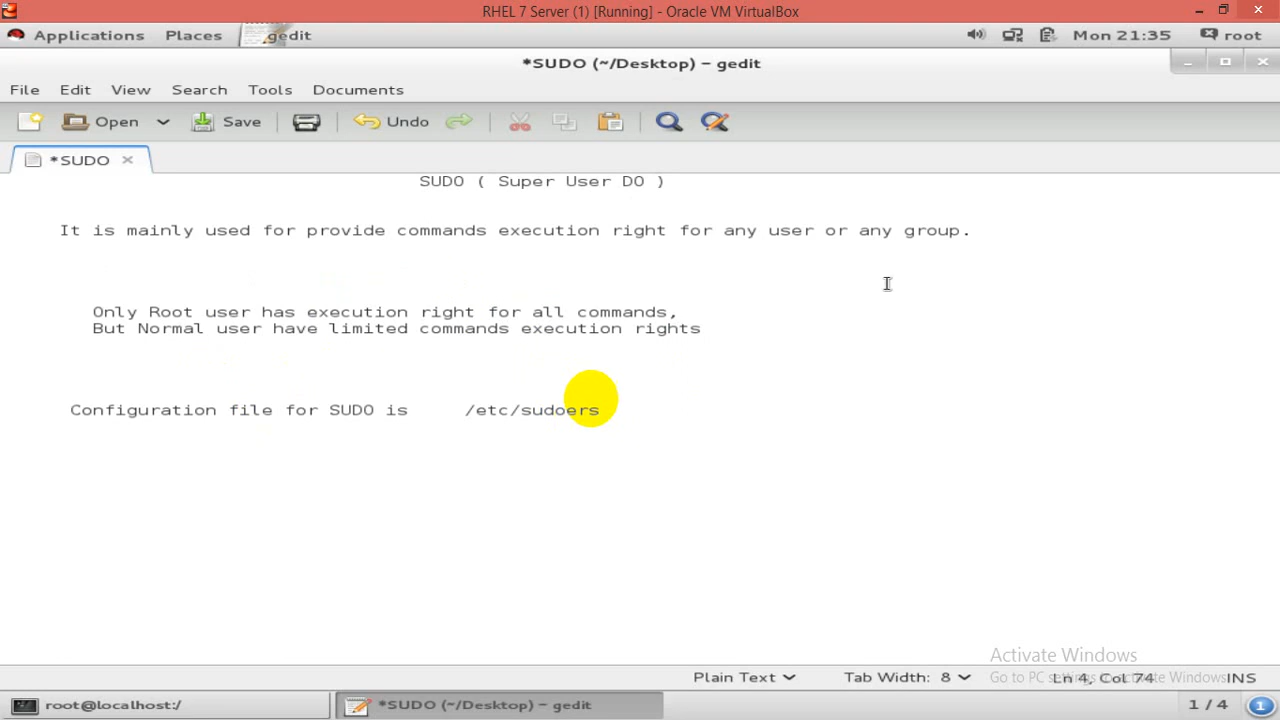 RHEL 7 Server (1) [Running] - Oracle VM VirtualBox
Applications Places gedit Mon 21:35 root
*SUDO (~/Desktop) – gedit
File Edit View Search Tools Documents
Open Save Undo
*SUDO
SUDO ( Super User DO )
It is mainly used for provide commands execution right for any user or any group.
Only Root user has execution right for all commands,
But Normal user have limited commands execution rights
Configuration file for SUDO is /etc/sudoers
Activate Windows
Go to PC settings to activate Windows.
Plain Text Tab Width: 8 Ln 4, Col 74 INS
root@localhost:/ *SUDO (~/Desktop) – gedit 1 / 4 1